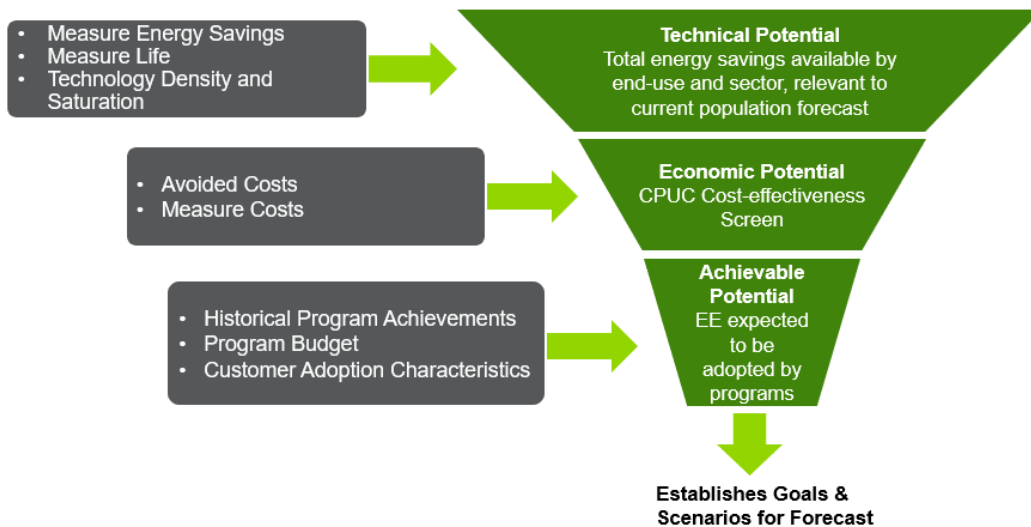 • Measure Energy Savings
• Measure Life
• Technology Density and
Saturation
Technical Potential
Total energy savings available by
end-use and sector, relevant to
current population forecast
• Avoided Costs
• Measure Costs
Economic Potential
CPUC Cost-effectiveness
Screen
• Historical Program Achievements
• Program Budget
• Customer Adoption Characteristics
Achievable
Potential
EE expected
to be
adopted by
programs
Establishes Goals &
Scenarios for Forecast